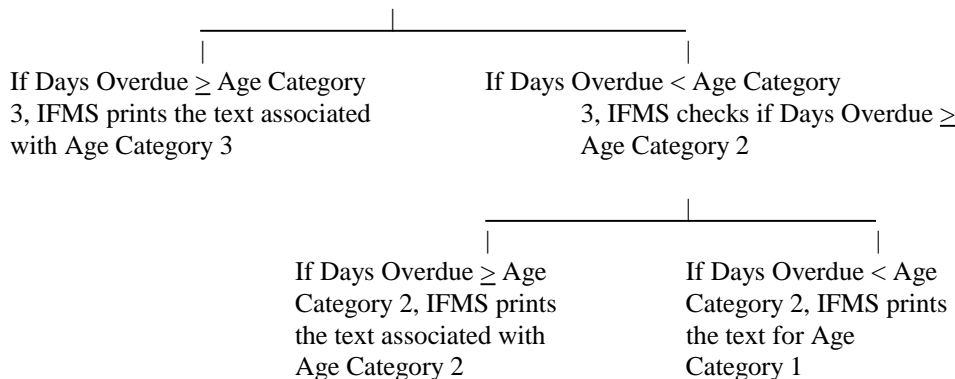 If Days Overdue ≥ Age Category
3, IFMS prints the text associated
with Age Category 3
If Days Overdue < Age Category
3, IFMS checks if Days Overdue ≥
Age Category 2
If Days Overdue ≥ Age
Category 2, IFMS prints
the text associated with
Age Category 2
If Days Overdue < Age
Category 2, IFMS prints
the text for Age
Category 1